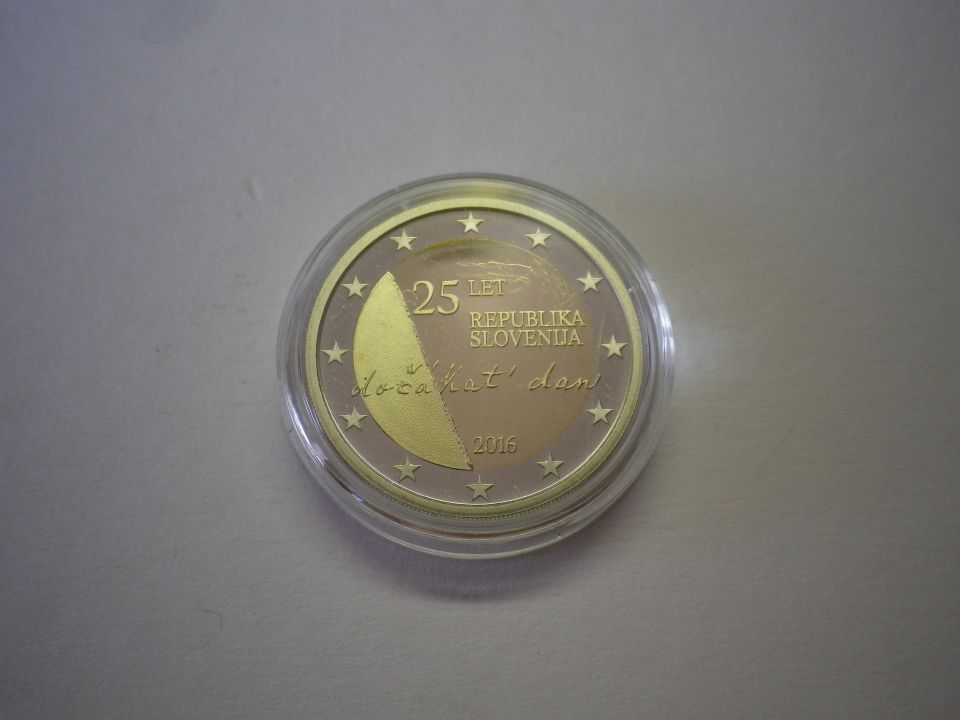 25 LET
REPUBLIKA
SLOVENIJA
dočakat' dan
2016